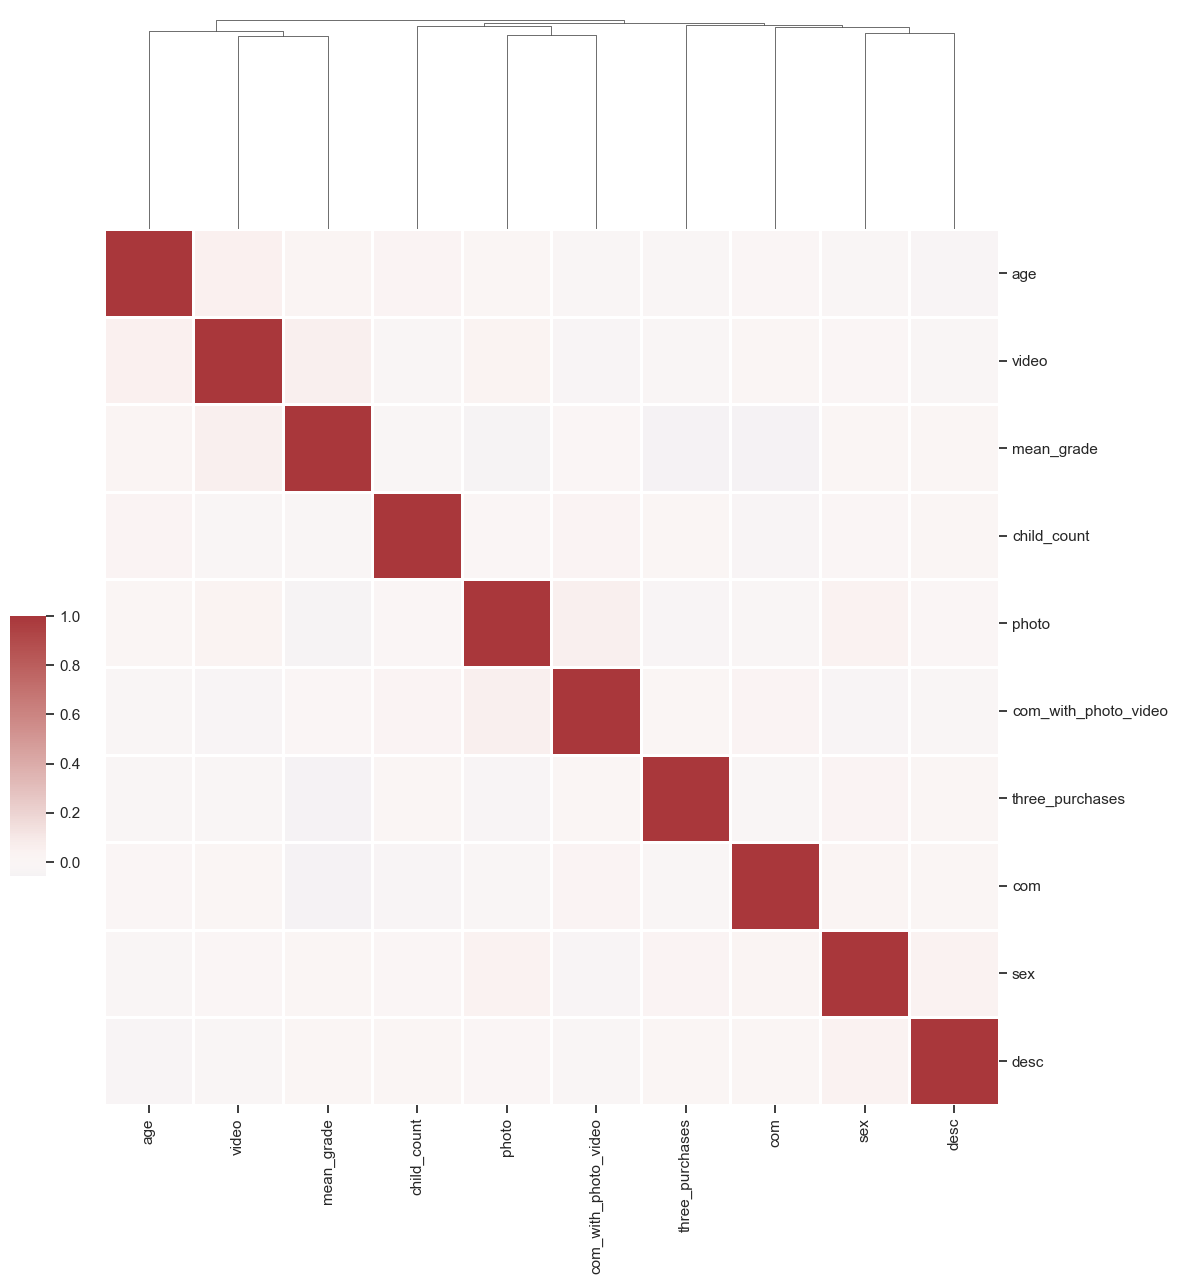 age
video
mean_grade
child_count
photo
com_with_photo_video
three_purchases
com
sex
desc
1.0
0.8
0.6
0.4
0.2
0.0
age
video
mean_grade
child_count
photo
com_with_photo_video
three_purchases
com
sex
desc